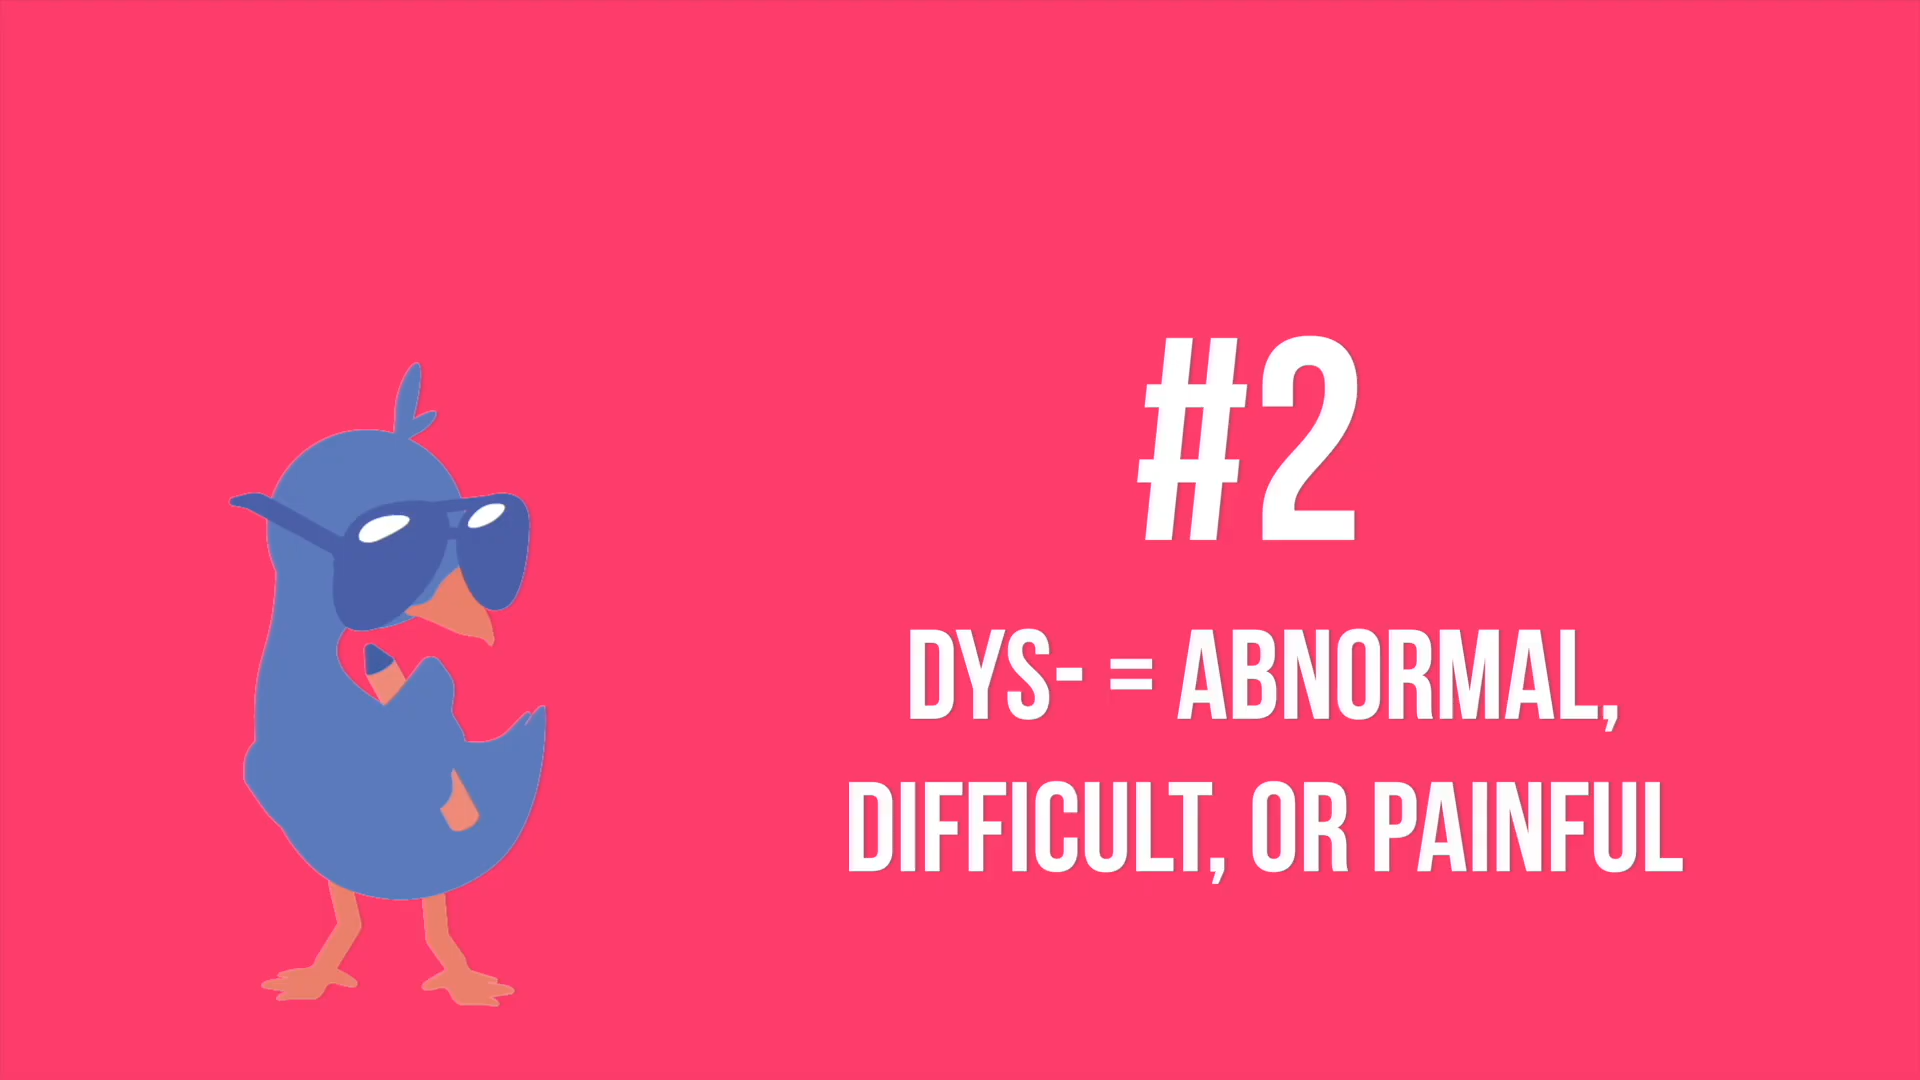 #2
DYS- = ABNORMAL,
DIFFICULT, OR PAINFUL